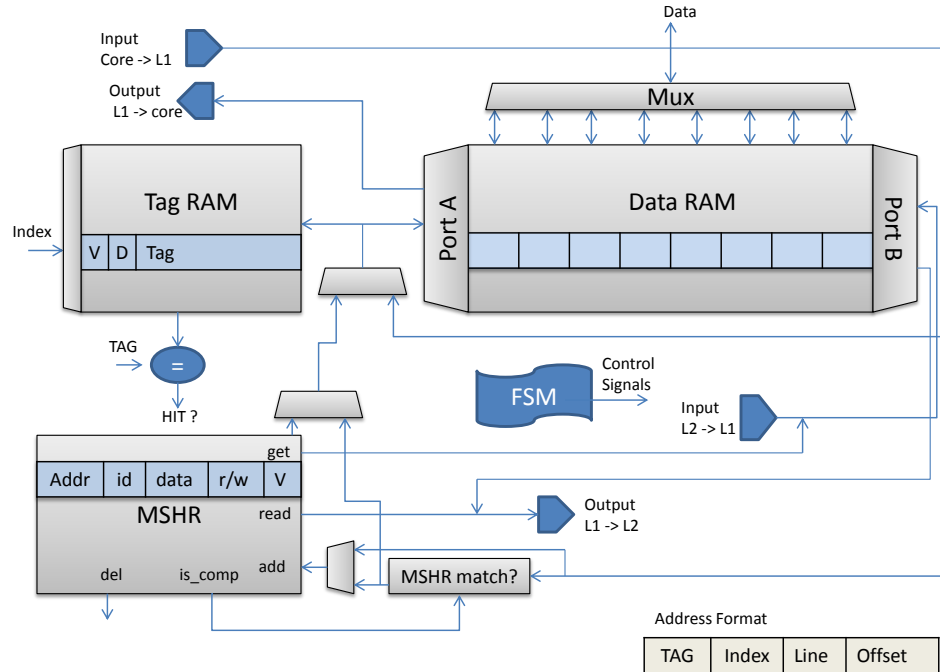 Data
Input
Core -> L1
Output
L1 -> core
Mux
Tag RAM
Port A
Data RAM
Port B
Index
V D Tag
TAG
=
HIT ?
FSM
Control
Signals
Input
L2 -> L1
get
Addr id data r/w V
MSHR
read
Output
L1 -> L2
add
del
is_comp
MSHR match?
Address Format
TAG Index Line Offset